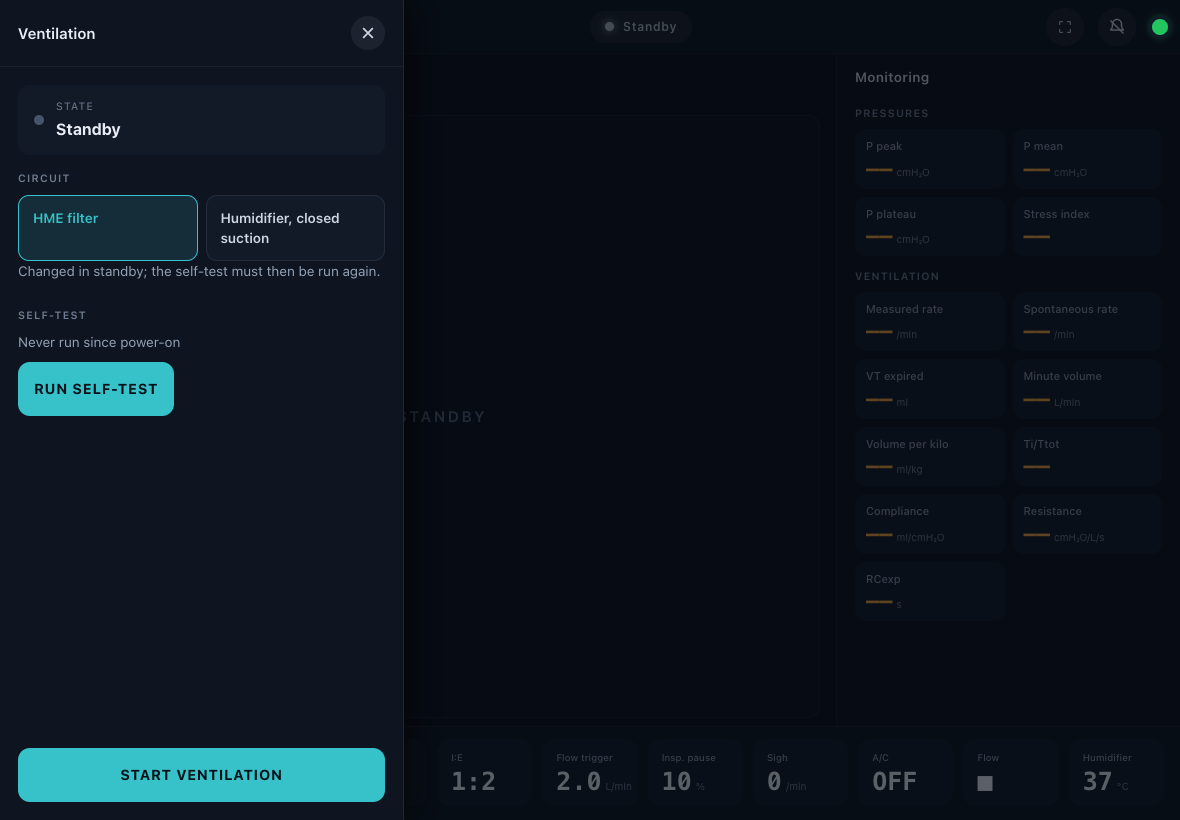 Ventilation
STATE
Standby
CIRCUIT
HME filter
Humidifier, closed
suction
Changed in standby; the self-test must then be run again.
SELF-TEST
Never run since power-on
RUN SELF-TEST
START VENTILATION
Standby
STANDBY
Monitoring
PRESSURES
P peak
cmH₂O
P mean
cmH₂O
P plateau
cmH₂O
Stress index
VENTILATION
Measured rate
/min
Spontaneous rate
/min
VT expired
ml
Minute volume
L/min
Volume per kilo
ml/kg
Ti/Ttot
Compliance
ml/cmH₂O
Resistance
cmH₂O/L/s
RCexp
s
I:E
1:2
Flow trigger
2.0 L/min
Insp. pause
10 %
Sigh
0 /min
A/C
OFF
Flow
Humidifier
37 °C